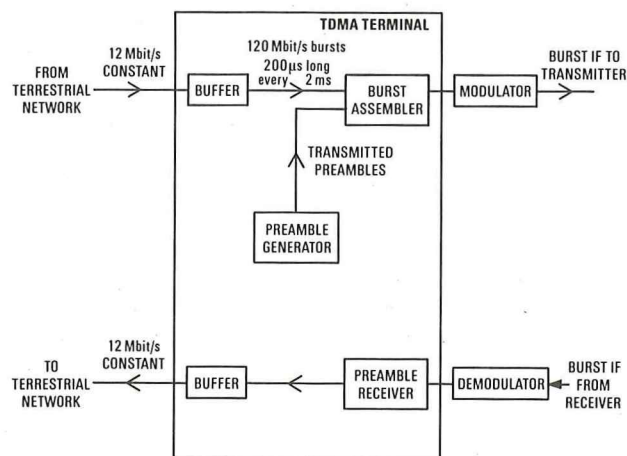 TDMA TERMINAL
12 Mbit/s
CONSTANT
120 Mbit/s bursts
200μs long
every 2 ms
BURST IF TO
TRANSMITTER
FROM
TERRESTRIAL
NETWORK
BUFFER
BURST
ASSEMBLER
MODULATOR
TRANSMITTED
PREAMBLES
PREAMBLE
GENERATOR
12 Mbit/s
CONSTANT
TO
TERRESTRIAL
NETWORK
BUFFER
PREAMBLE
RECEIVER
DEMODULATOR
BURST IF
FROM
RECEIVER